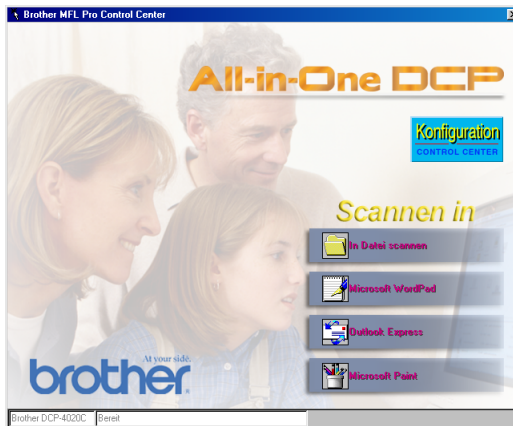 Brother MFL Pro Control Center
All-in-One DCP
Konfiguration
CONTROL CENTER
Scannen in
In Datei scannen
Microsoft WordPad
Outlook Express
Microsoft Paint
At your side.
brother
Brother DCP-4020C Bereit